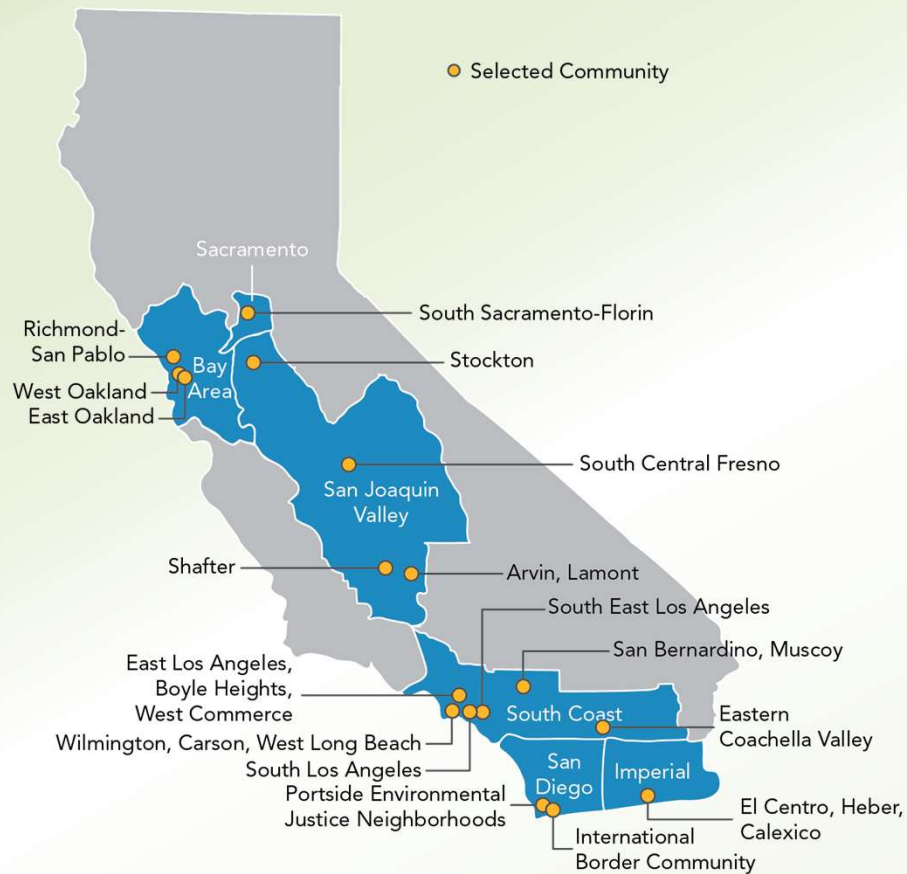 Selected Community
Sacramento
South Sacramento-Florin
Richmond-
San Pablo
Bay
Area
Stockton
West Oakland
East Oakland
South Central Fresno
San Joaquin
Valley
Shafter
Arvin, Lamont
South East Los Angeles
San Bernardino, Muscoy
East Los Angeles,
Boyle Heights,
West Commerce
South Coast
Eastern
Coachella Valley
Wilmington, Carson, West Long Beach
South Los Angeles
San
Diego
Imperial
Portside Environmental
Justice Neighborhoods
El Centro, Heber,
Calexico
International
Border Community